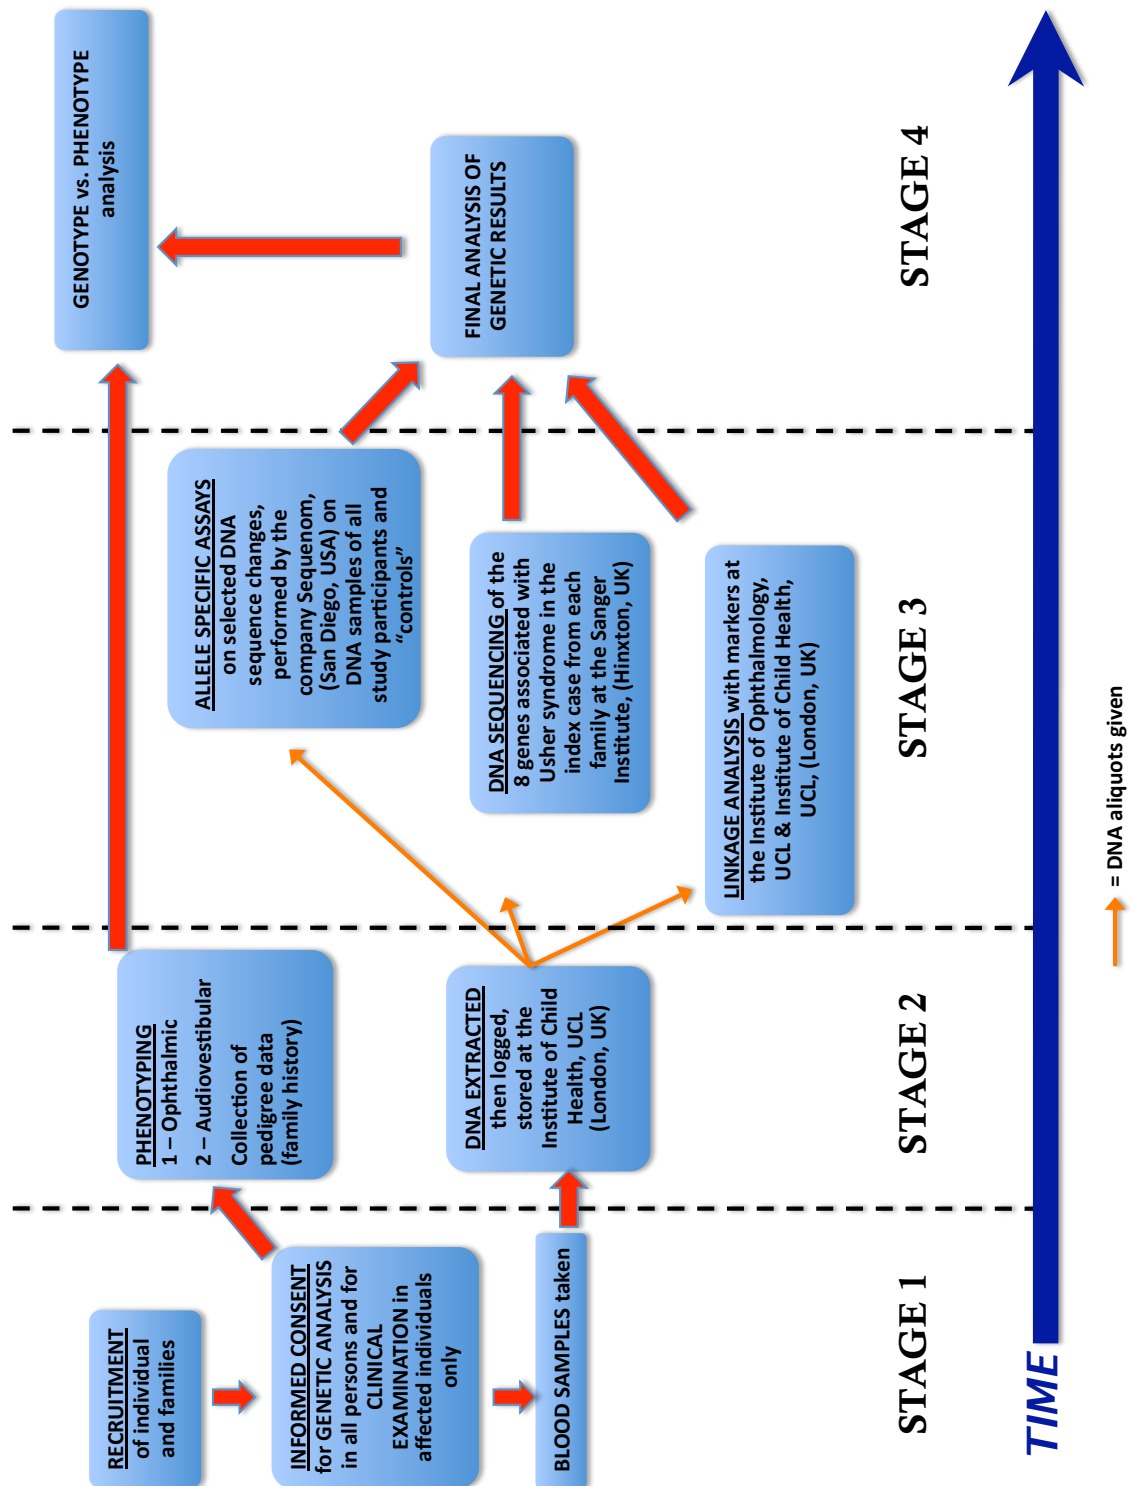 RECRUITMENT
of individual
and families
INFORMED CONSENT
for GENETIC ANALYSIS
in all persons and for
CLINICAL
EXAMINATION in
affected individuals
only
BLOOD SAMPLES taken
STAGE 1
PHENOTYPING
1 – Ophthalmic
2 – Audiovestibular
Collection of
pedigree data
(family history)
DNA EXTRACTED
then logged,
stored at the
Institute of Child
Health, UCL
(London, UK)
STAGE 2
ALLELE SPECIFIC ASSAYS
on selected DNA
sequence changes,
performed by the
company Sequenom,
(San Diego, USA) on
DNA samples of all
study participants and
“controls”
DNA SEQUENCING of the
8 genes associated with
Usher syndrome in the
index case from each
family at the Sanger
Institute, (Hinxton, UK)
LINKAGE ANALYSIS with markers at
the Institute of Ophthalmology,
UCL & Institute of Child Health,
UCL, (London, UK)
STAGE 3
GENOTYPE vs. PHENOTYPE
analysis
FINAL ANALYSIS OF
GENETIC RESULTS
STAGE 4
TIME
= DNA aliquots given